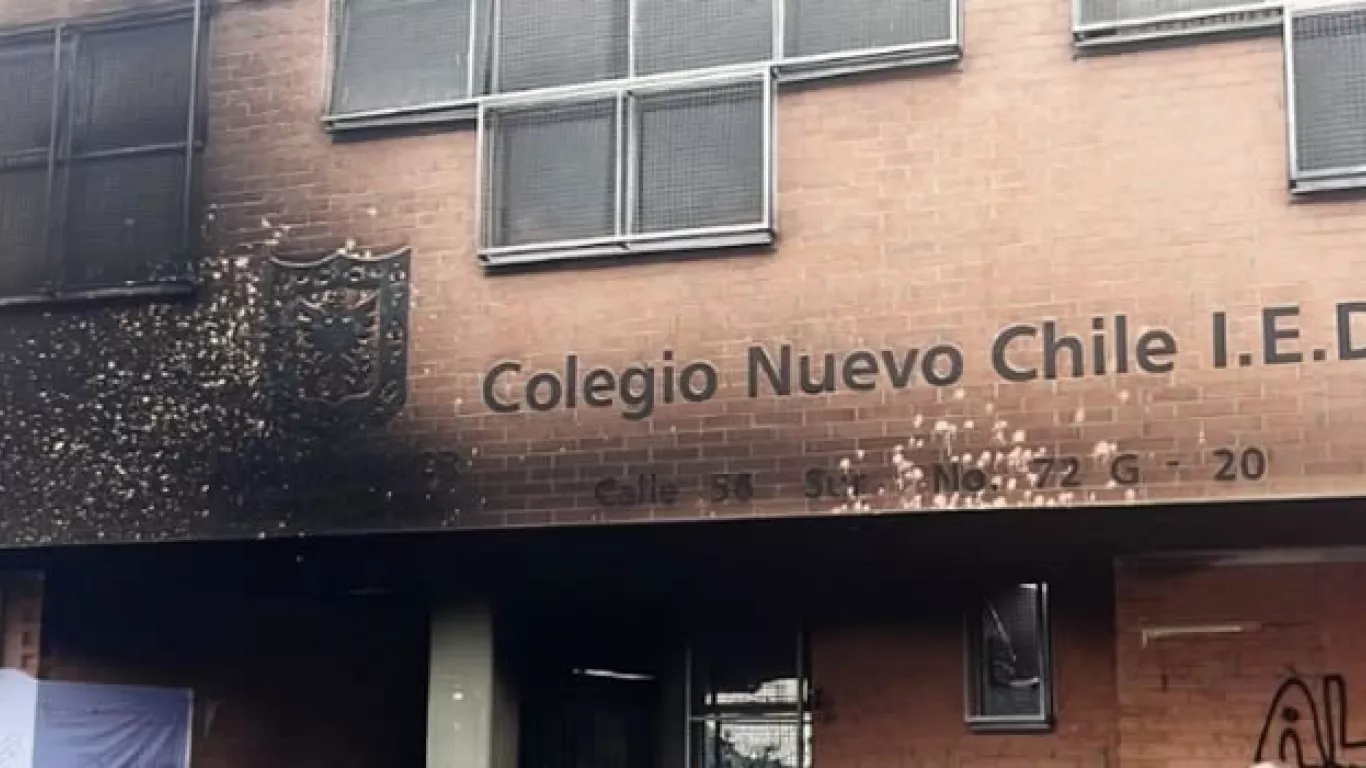 Colegio Nuevo Chile I.E.D
Calle 56 Sur No. 72 G - 20